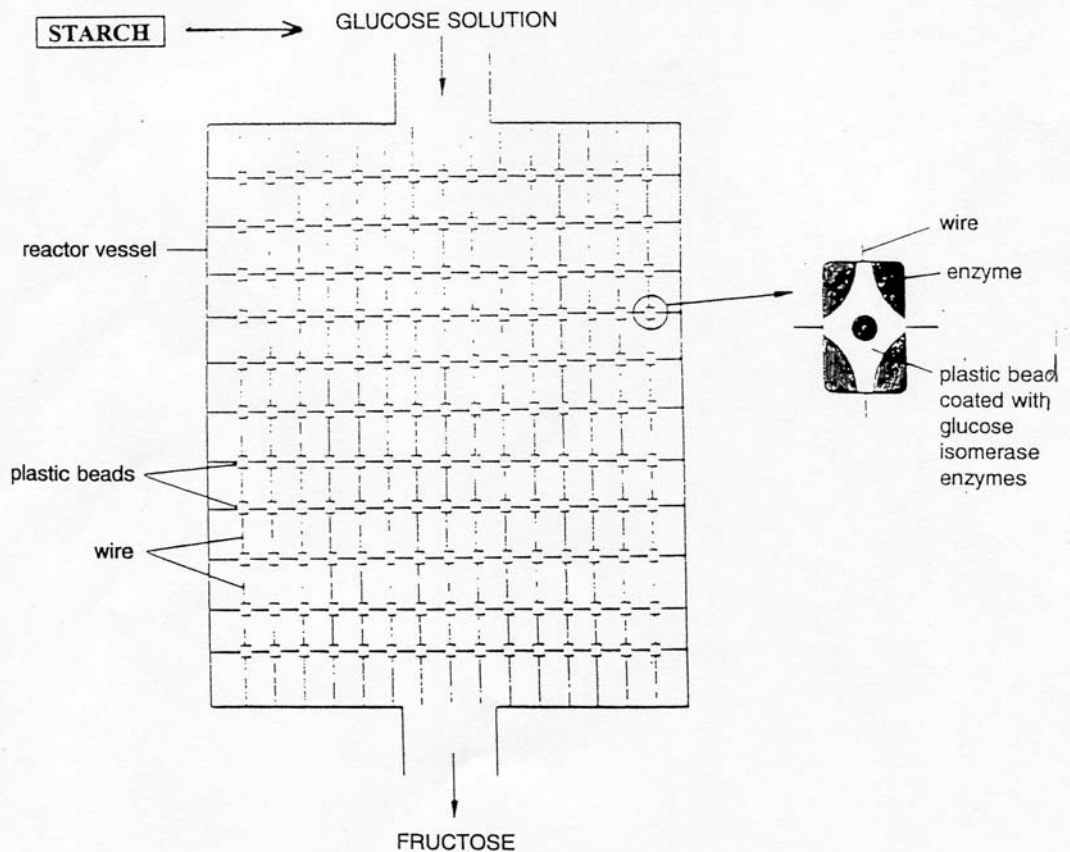 STARCH
GLUCOSE SOLUTION
reactor vessel
wire
enzyme
plastic bead
coated with
glucose
isomerase
enzymes
plastic beads
wire
FRUCTOSE